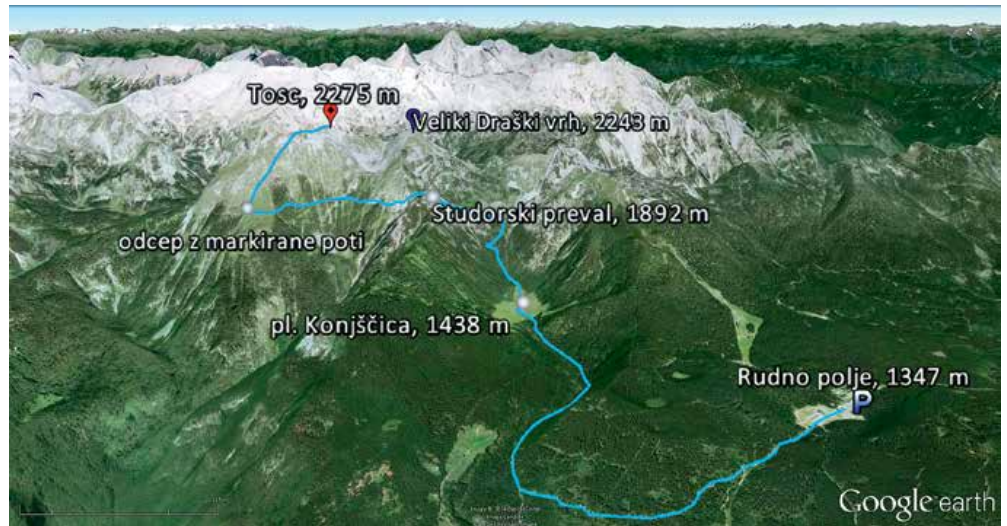 Tosc, 2275 m
Veliki Draški vrh, 2243 m
Studorski preval, 1892 m
odcep z markirane poti
pl. Konjščica, 1438 m
Rudno polje, 1347 m
P
Google earth